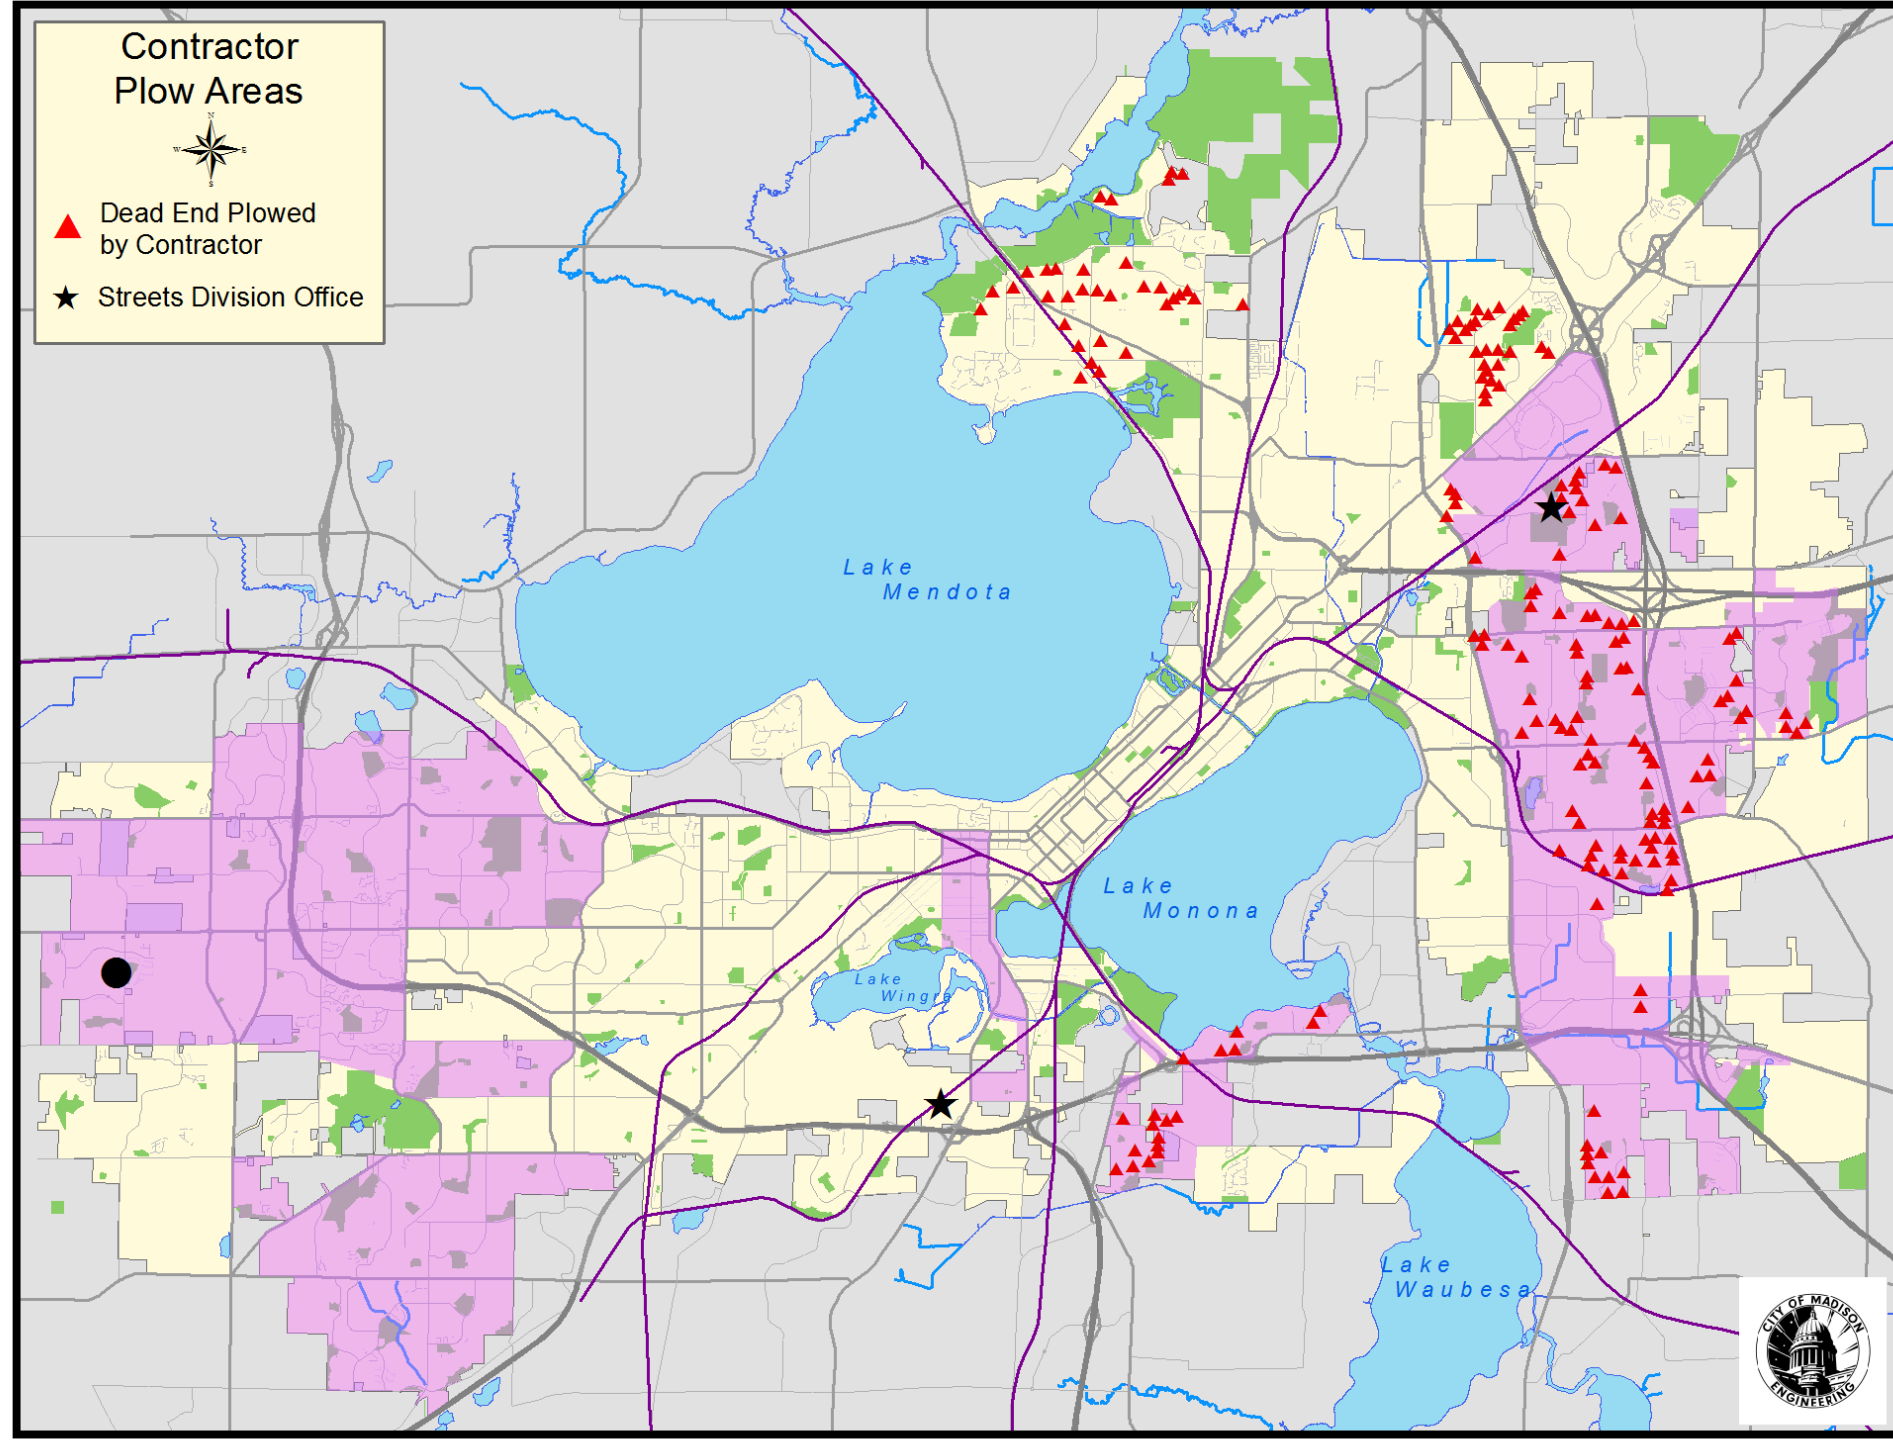 Contractor
Plow Areas
N
W
E
S
Dead End Plowed
by Contractor
Streets Division Office
Lake
Mendota
Lake
Monona
Lake
Wingra
Lake
Waubesa
CITY OF MADISON
ENGINEERING